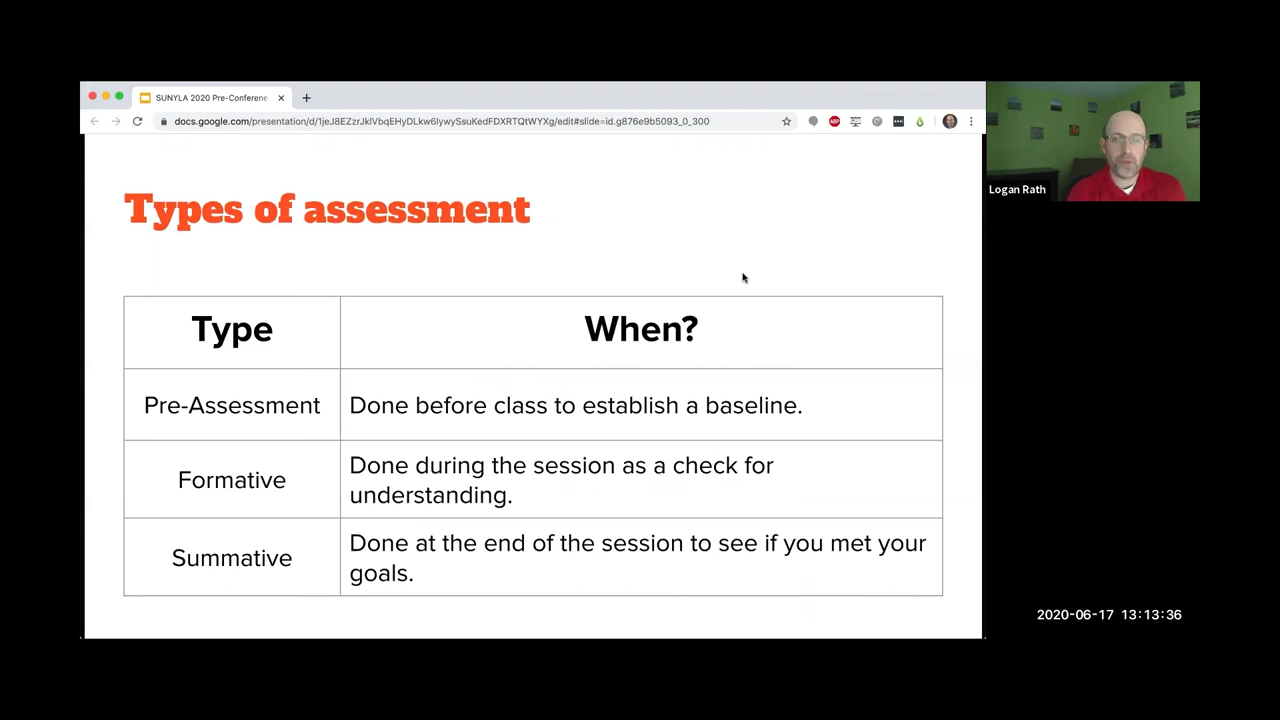 SUNYLA 2020 Pre-Conferenc
docs.google.com/presentation/d/1jeJ8EZzrJklVbqEHyDLkw6lywySsuKedFDXRTQtWYXg/edit#slide=id.g876e9b5093_0_300
ABP
Logan Rath
Types of assessment
Type
When?
Pre-Assessment
Done before class to establish a baseline.
Formative
Done during the session as a check for
understanding.
Summative
Done at the end of the session to see if you met your
goals.
2020-06-17 13:13:36